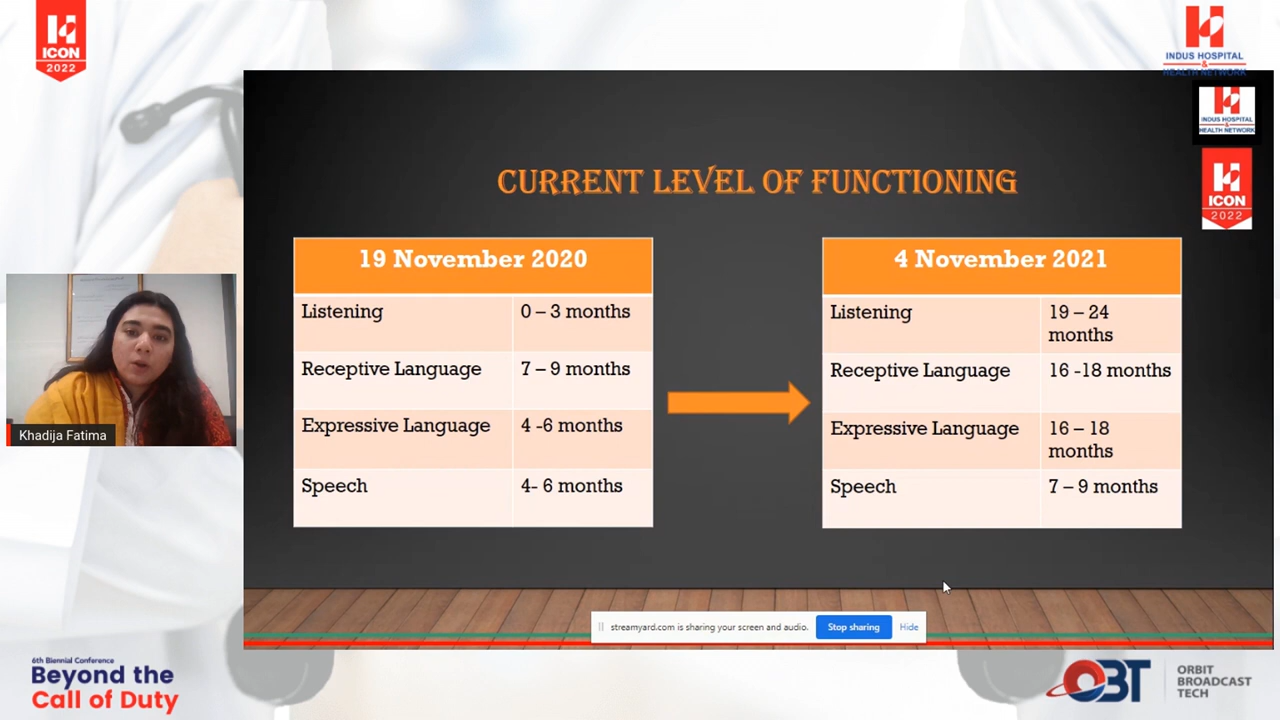 ICON
2022
INDUS HOSPITAL
&
HEALTH NETWORK
INDUS HOSPITAL
&
HEALTH NETWORK
ICON
2022
CURRENT LEVEL OF FUNCTIONING
19 November 2020
Listening 0 – 3 months
Receptive Language 7 – 9 months
Expressive Language 4 -6 months
Speech 4- 6 months
4 November 2021
Listening 19 – 24
months
Receptive Language 16 -18 months
Expressive Language 16 – 18
months
Speech 7 – 9 months
Khadija Fatima
streamyard.com is sharing your screen and audio. Stop sharing Hide
6th Biennial Conference
Beyond the
Call of Duty
OBT
ORBIT
BROADCAST
TECH